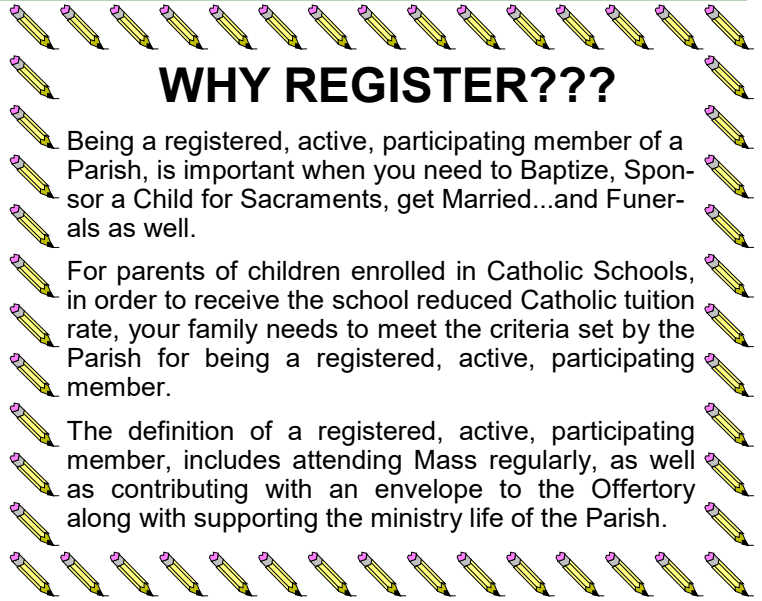 WHY REGISTER???
Being a registered, active, participating member of a
Parish, is important when you need to Baptize, Spon-
sor a Child for Sacraments, get Married...and Funer-
als as well.
For parents of children enrolled in Catholic Schools,
in order to receive the school reduced Catholic tuition
rate, your family needs to meet the criteria set by the
Parish for being a registered, active, participating
member.
The definition of a registered, active, participating
member, includes attending Mass regularly, as well
as contributing with an envelope to the Offertory
along with supporting the ministry life of the Parish.